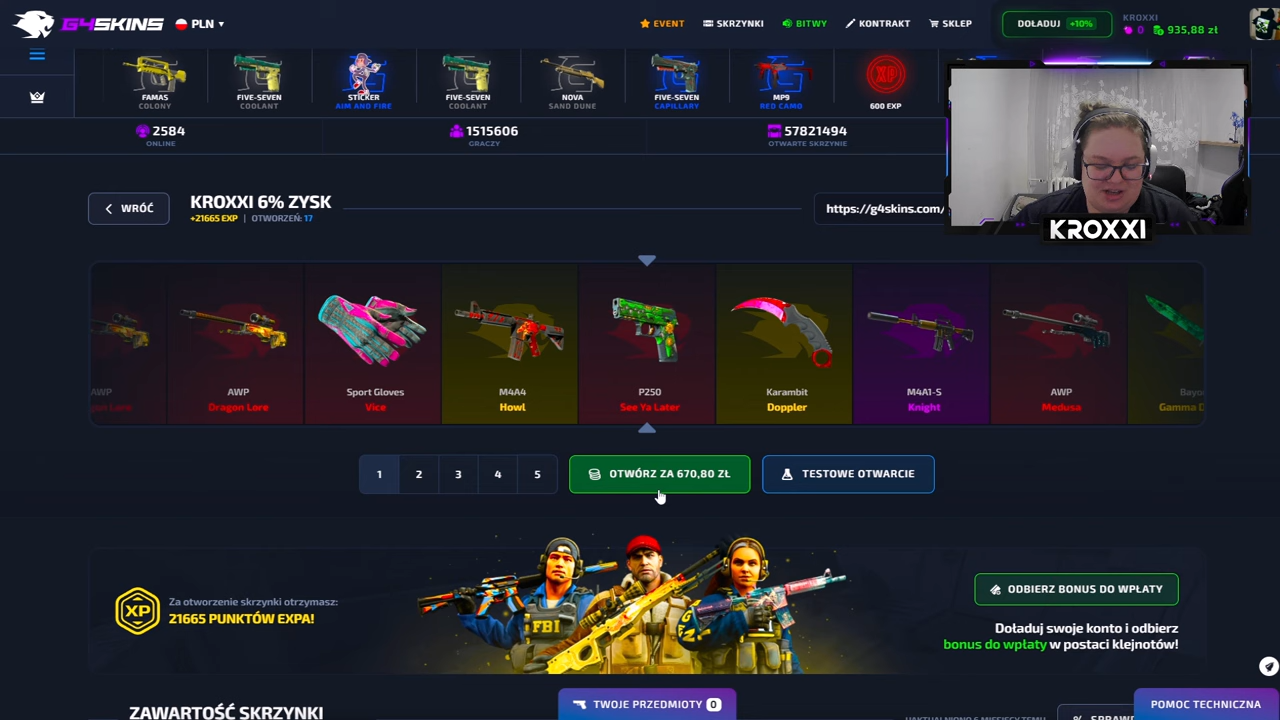 G4SKINS PLN EVENT SKRZYNKI BITWY KONTRAKT SKLEP DOŁADUJ +10% KROXXI
0 935,88 zł
FAMAS FIVE-SEVEN STICKER FIVE-SEVEN NOVA FIVE-SEVEN MP9 600 EXP
COLONY COOLANT AIM AND FIRE COOLANT SAND DUNE CAPILLARY RED CAMO
2584 1515606 57821494
ONLINE GRACZY OTWARTE SKRZYNIE
WRÓĆ
KROXXI 6% ZYSK
+21665 EXP | OTWORZEŃ: 17
https://g4skins.com/
KROXXI
AWP AWP Sport Gloves M4A4 P250 Karambit M4A1-S AWP
Dragon Lore Vice Howl See Ya Later Doppler Knight Medusa
1 2 3 4 5 OTWÓRZ ZA 670,80 ZŁ TESTOWE OTWARCIE
XP
Za otworzenie skrzynki otrzymasz:
21665 PUNKTÓW EXPA!
FBI
ODBIERZ BONUS DO WPŁATY
Doładuj swoje konto i odbierz
bonus do wpłaty w postaci klejnotów!
TWOJE PRZEDMIOTY 0
POMOC TECHNICZNA
ZAWARTOŚĆ SKRZYNKI